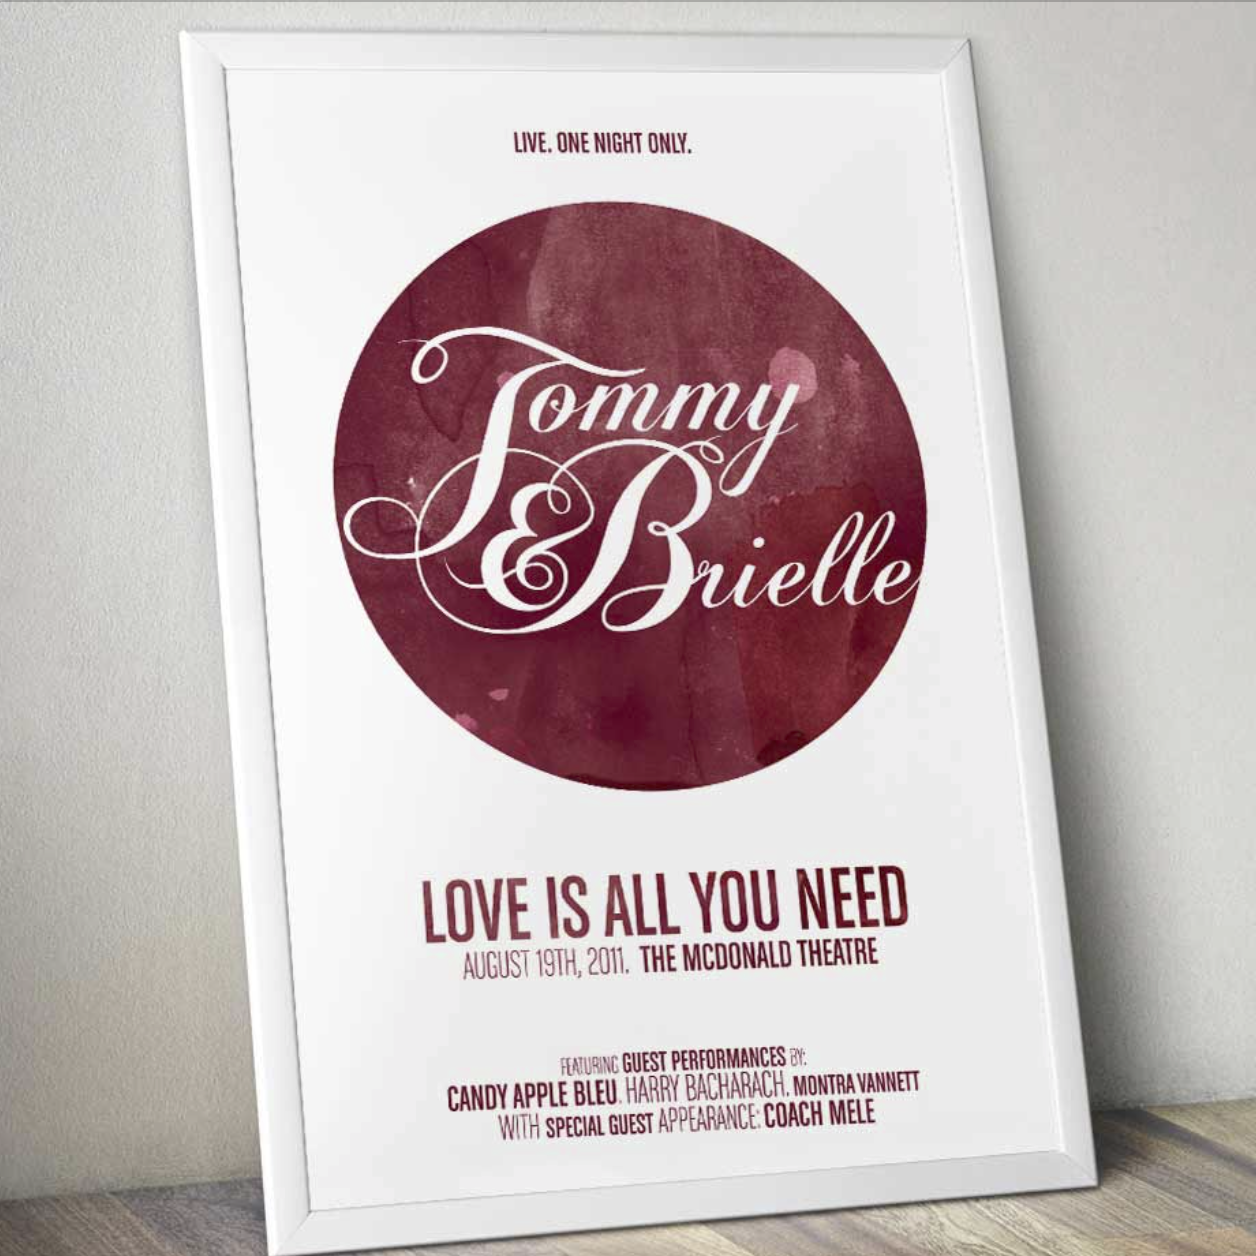 LIVE. ONE NIGHT ONLY.
Tommy
& Brielle
LOVE IS ALL YOU NEED
AUGUST 19TH, 2011. THE MCDONALD THEATRE
FEATURING GUEST PERFORMANCES BY:
CANDY APPLE BLEU. HARRY BACHARACH. MONTRA VANNETT
WITH SPECIAL GUEST APPEARANCE: COACH MELE